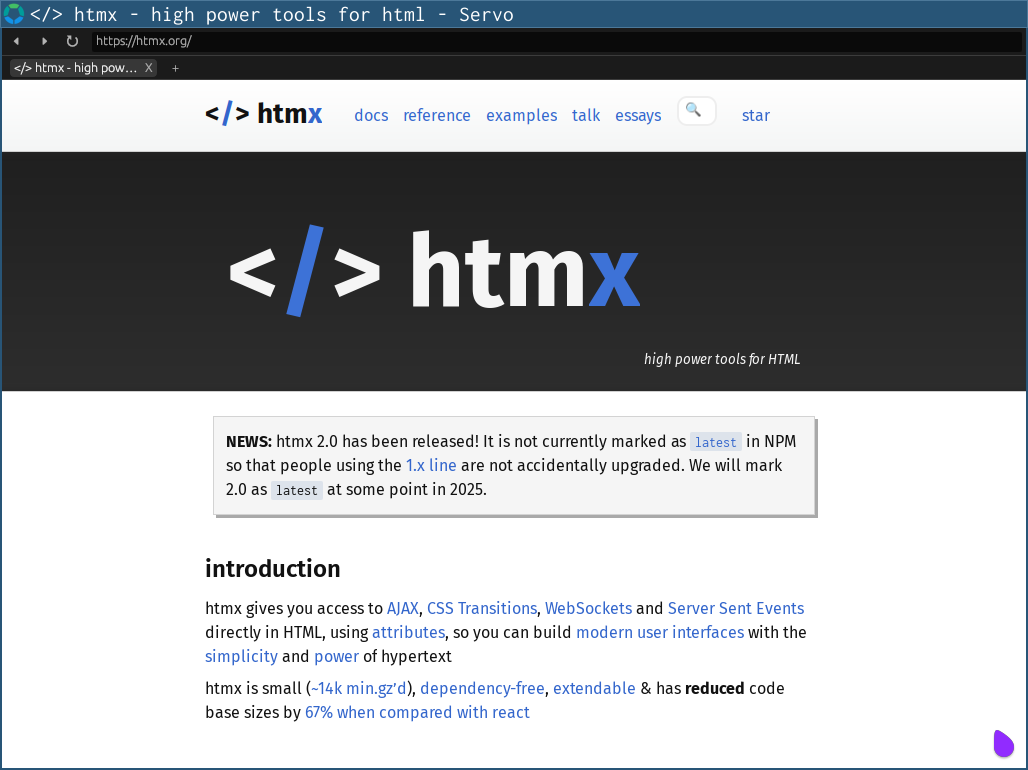 </> htmx - high power tools for html - Servo
https://htmx.org/
</> htmx - high pow... X +
</> htmx docs reference examples talk essays star
</> htmx
high power tools for HTML
NEWS: htmx 2.0 has been released! It is not currently marked as latest in NPM
so that people using the 1.x line are not accidentally upgraded. We will mark
2.0 as latest at some point in 2025.
introduction
htmx gives you access to AJAX, CSS Transitions, WebSockets and Server Sent Events
directly in HTML, using attributes, so you can build modern user interfaces with the
simplicity and power of hypertext
htmx is small (~14k min.gz’d), dependency-free, extendable & has reduced code
base sizes by 67% when compared with react